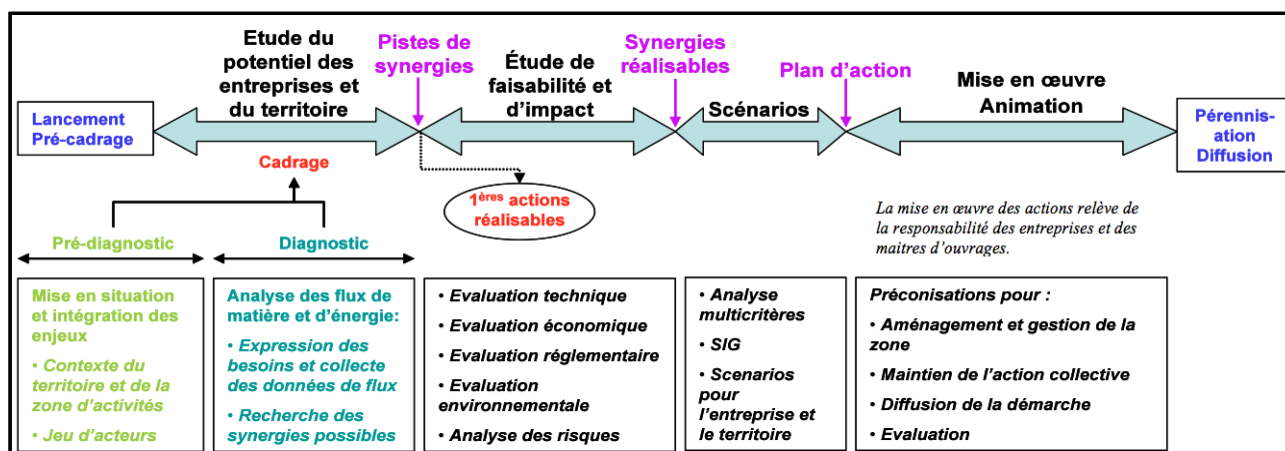 Etude du
potentiel des
entreprises et
du territoire
Pistes de
synergies
Étude de
faisabilité et
d'impact
Synergies
réalisables
Scénarios
Plan d'action
Mise en œuvre
Animation
Lancement
Pré-cadrage
Pérennis-
ation
Diffusion
Cadrage
1ères actions
réalisables
La mise en œuvre des actions relève de
la responsabilité des entreprises et des
maitres d'ouvrages.
Pré-diagnostic
Diagnostic
Mise en situation
et intégration des
enjeux
• Contexte du
territoire et de la
zone d'activités
• Jeu d'acteurs
Analyse des flux de
matière et d'énergie:
• Expression des
besoins et collecte
des données de flux
• Recherche des
synergies possibles
• Evaluation technique
• Evaluation économique
• Evaluation réglementaire
• Evaluation
environnementale
• Analyse des risques
• Analyse
multicritères
• SIG
• Scenarios
pour
l'entreprise et
le territoire
Préconisations pour :
• Aménagement et gestion de la
zone
• Maintien de l'action collective
• Diffusion de la démarche
• Evaluation